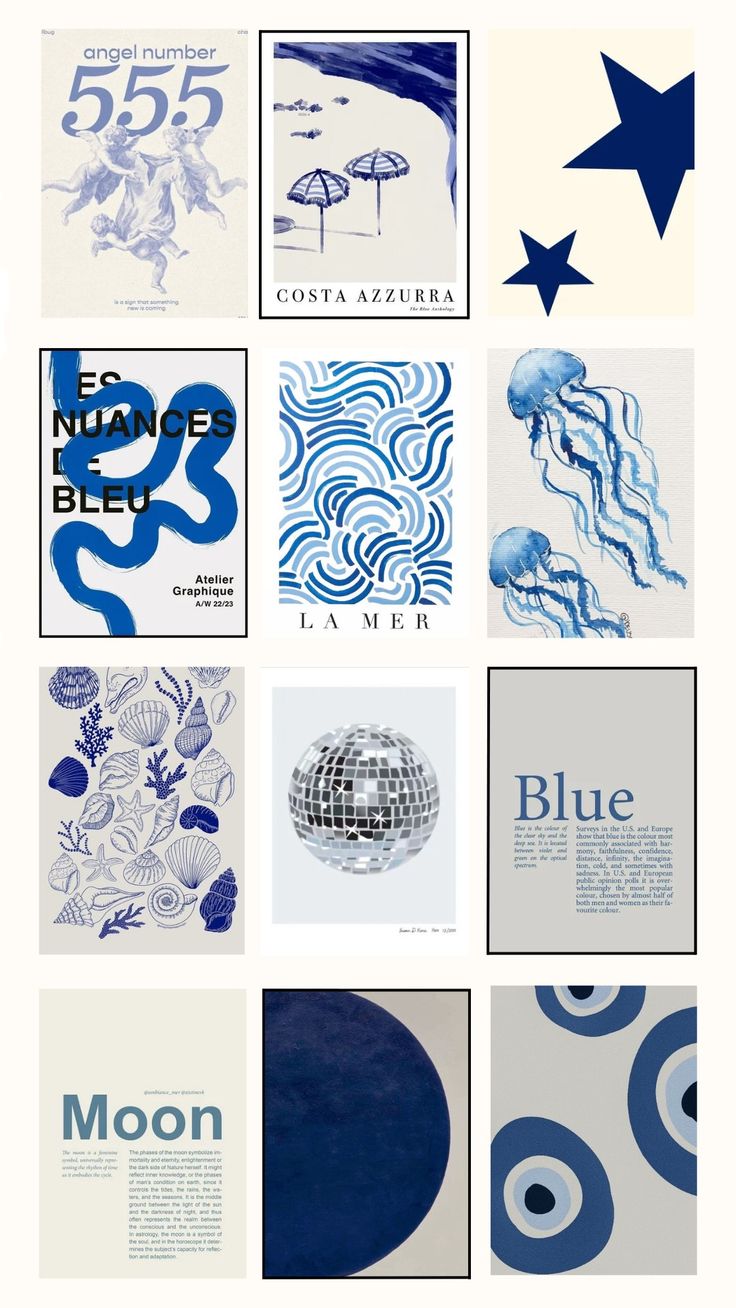 angel number
555
is a sign that something
new is coming
COSTA AZZURRA
The Blue Anthology
ES
NUANCES
DE
BLEU
Atelier
Graphique
A/W 22/23
LA MER
Blue
Blue is the colour of
the clear sky and the
deep sea. It is located
between violet and
green on the optical
spectrum.
Surveys in the U.S. and Europe
show that blue is the colour most
commonly associated with har-
mony, faithfulness, confidence,
distance, infinity, the imagina-
tion, cold, and sometimes with
sadness. In U.S. and European
public opinion polls it is over-
whelmingly the most popular
colour, chosen by almost half of
both men and women as their fa-
vourite colour.
Moon
The moon is a feminine
symbol, universally repre-
senting the rhythm of time
as it embodies the cycle.
The phases of the moon symbolize im-
mortality and eternity, enlightenment or
the dark side of Nature herself. It might
reflect inner knowledge, or the phases
of man's condition on earth, since it
controls the tides, the rains, the wa-
ters, and the seasons. It is the middle
ground between the light of the sun
and the darkness of night, and thus
often represents the realm between
the conscious and the unconscious.
In astrology, the moon is a symbol of
the soul, and in the horoscope it deter-
mines the subject's capacity for reflec-
tion and adaptation.